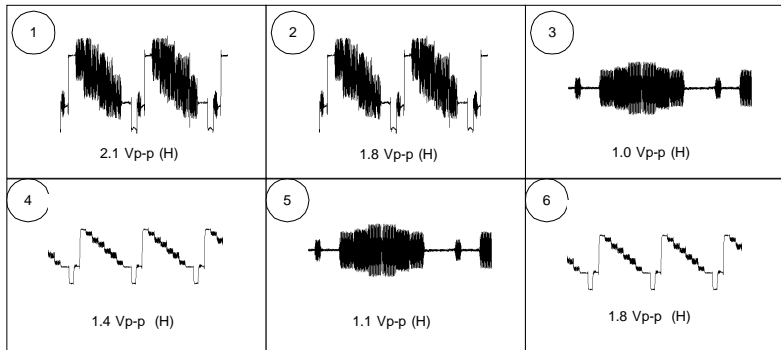 1
2
3
2.1 Vp-p (H)
1.8 Vp-p (H)
1.0 Vp-p (H)
4
5
6
1.4 Vp-p (H)
1.1 Vp-p (H)
1.8 Vp-p (H)